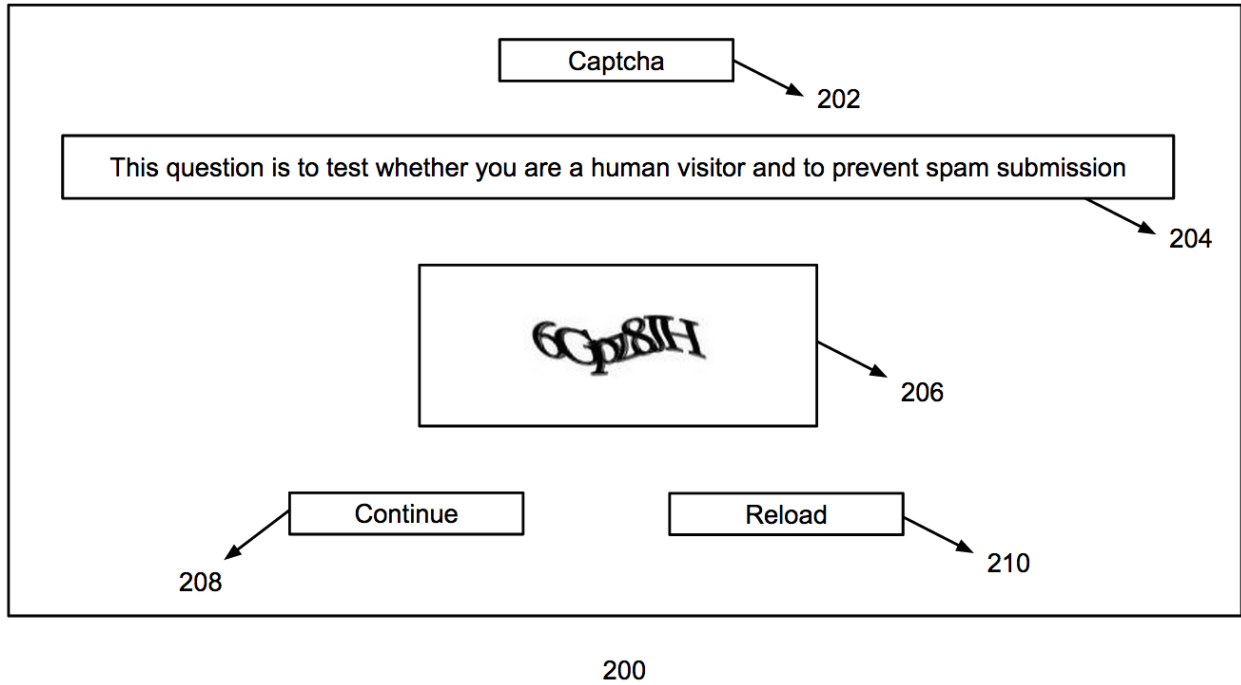 Captcha
202
This question is to test whether you are a human visitor and to prevent spam submission
204
206
Continue
Reload
208
210
200